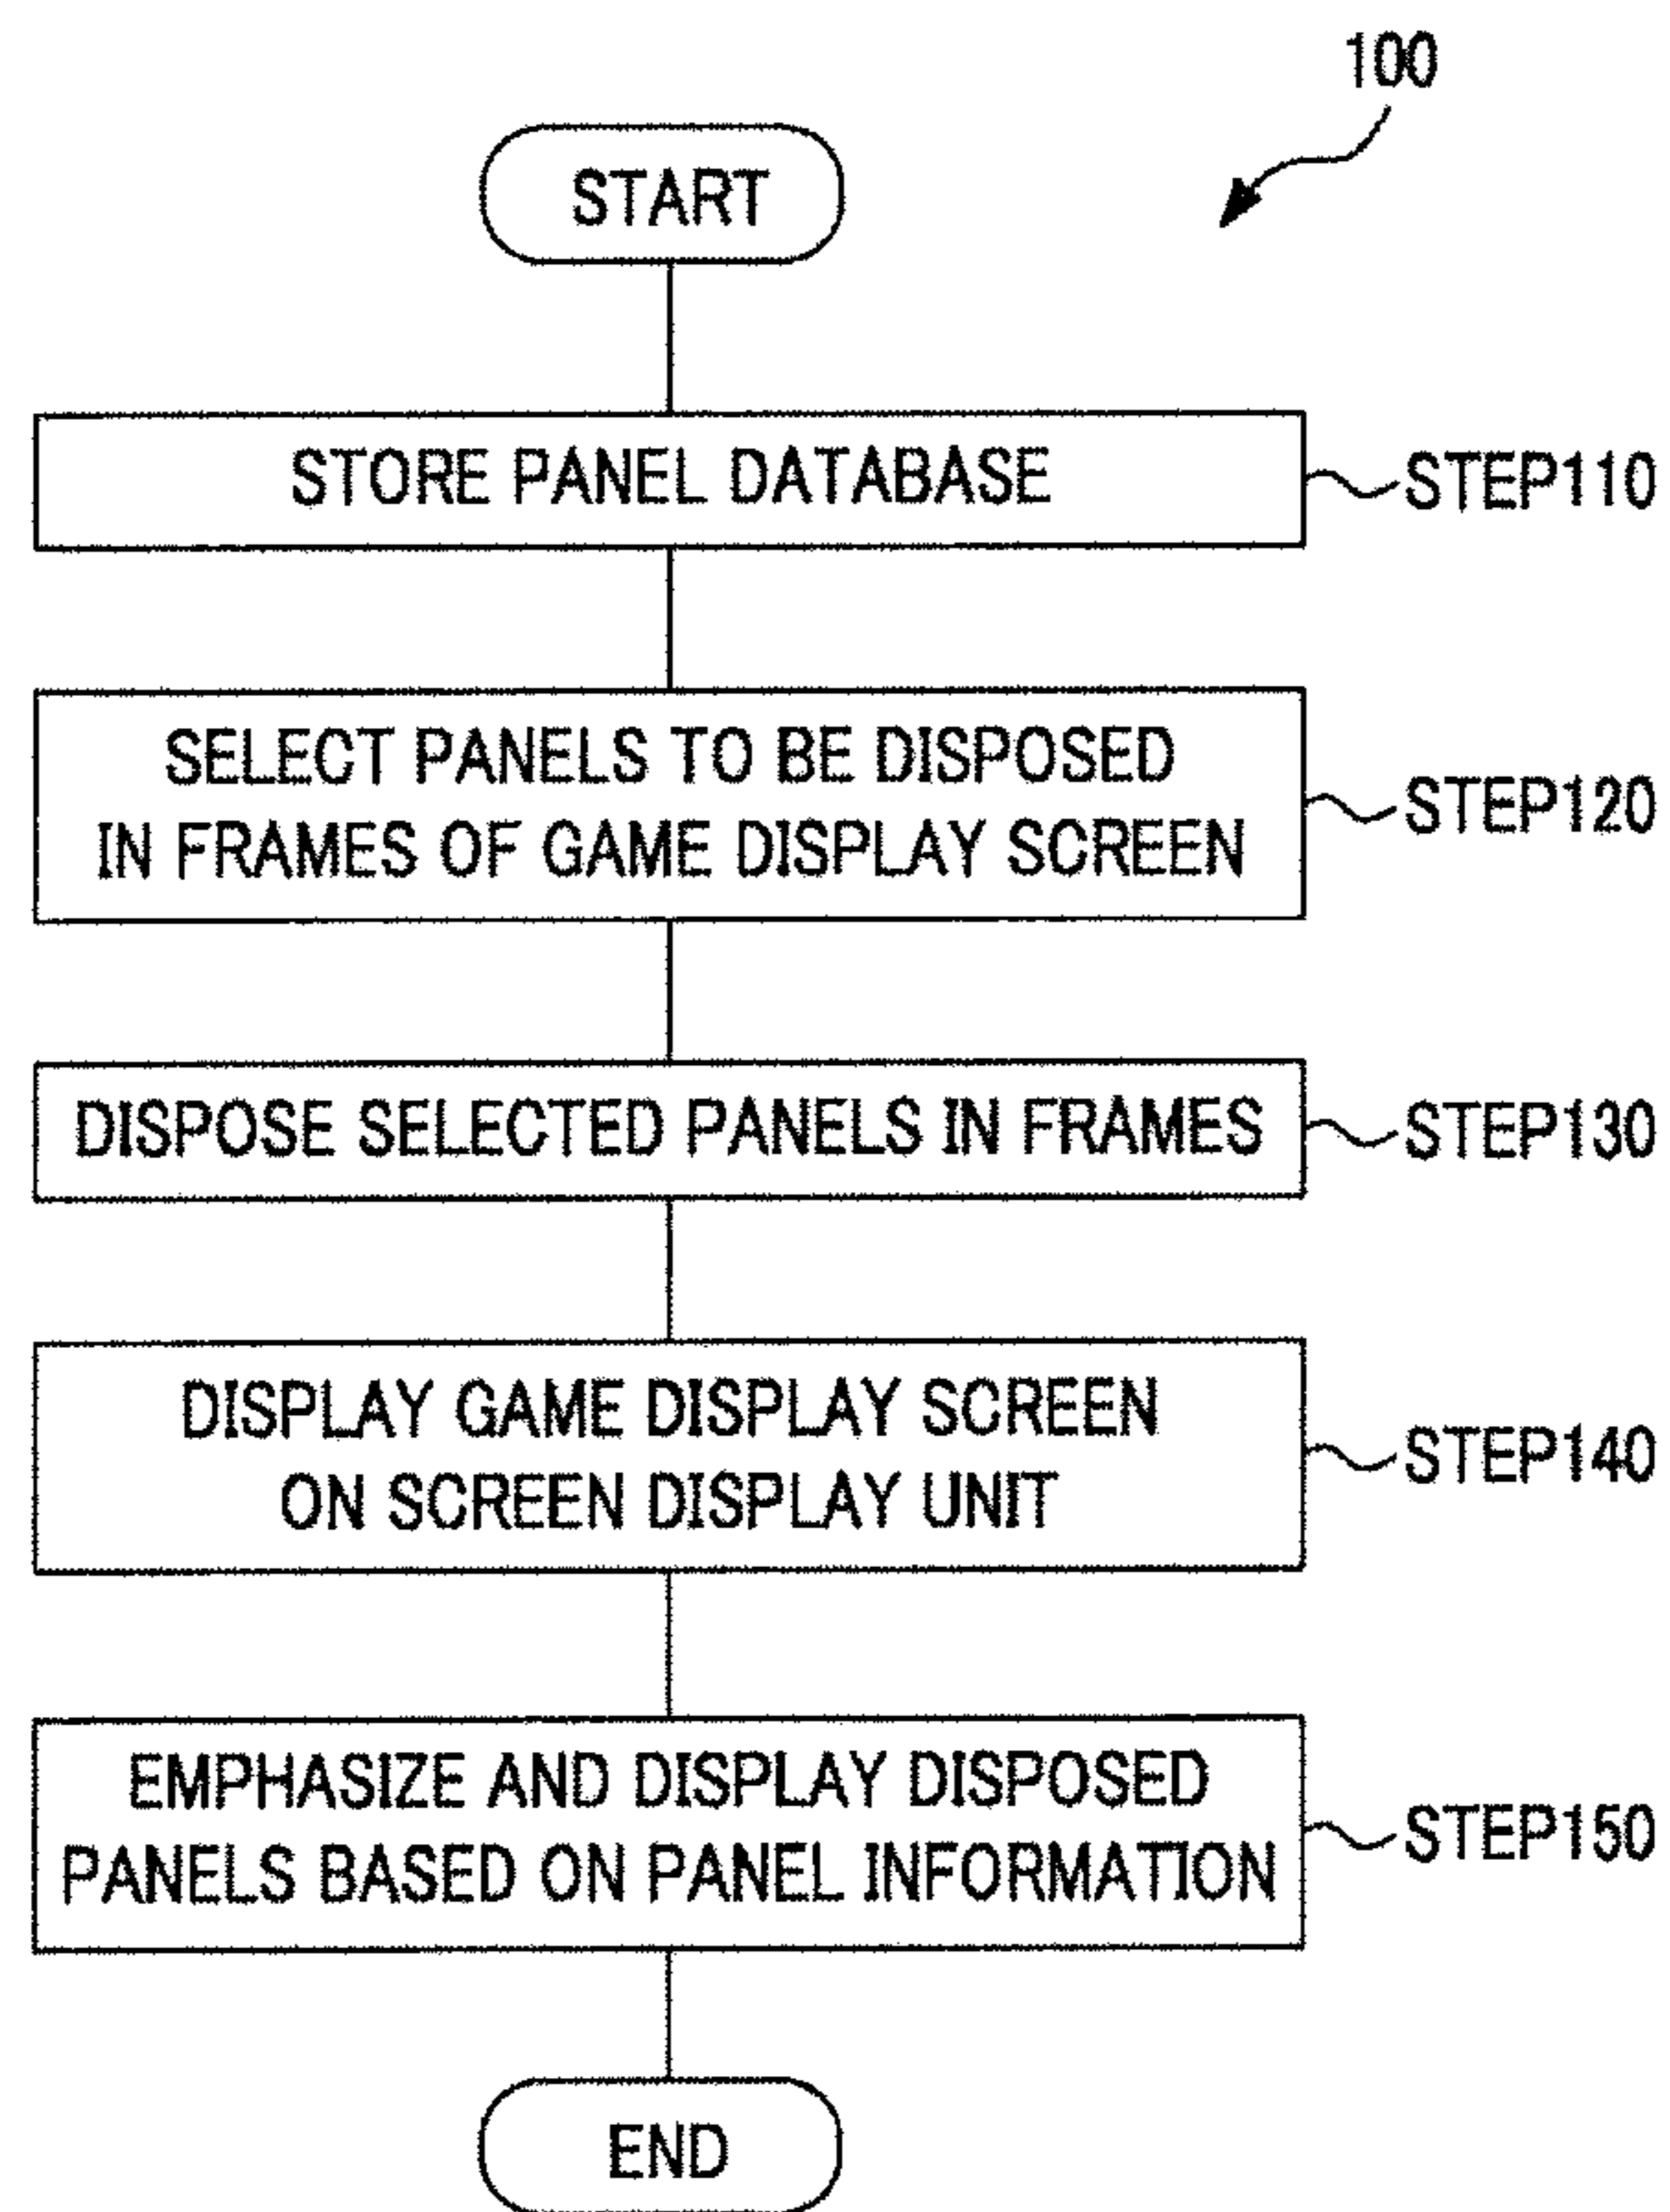 100
START
STORE PANEL DATABASE
STEP110
SELECT PANELS TO BE DISPOSED
IN FRAMES OF GAME DISPLAY SCREEN
STEP120
DISPOSE SELECTED PANELS IN FRAMES
STEP130
DISPLAY GAME DISPLAY SCREEN
ON SCREEN DISPLAY UNIT
STEP140
EMPHASIZE AND DISPLAY DISPOSED
PANELS BASED ON PANEL INFORMATION
STEP150
END